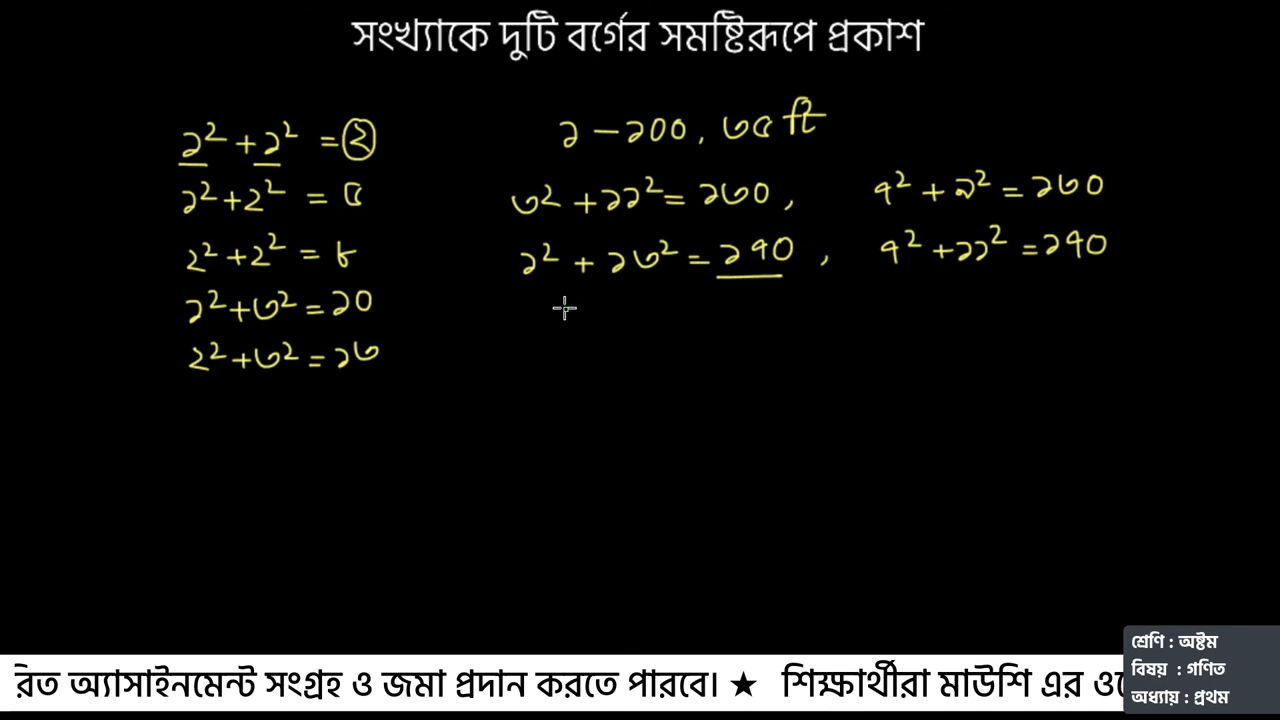 সংখ্যাকে দুটি বর্গের সমষ্টিরূপে প্রকাশ
১² + ১² = ২
১² + ২² = ৫
২² + ২² = ৮
১² + ৩² = ১০
২² + ৩² = ১৩
১ – ১০০, ৩৫ টি
৩² + ১১² = ১৩০, ৭² + ৯² = ১৩০
১² + ১৩² = ১৭০, ৭² + ১১² = ১৭০
রিত অ্যাসাইনমেন্ট সংগ্রহ ও জমা প্রদান করতে পারবে। ★ শিক্ষার্থীরা মাউশি এর ও
শ্রেণি : অষ্টম
বিষয় : গণিত
অধ্যায় : প্রথম